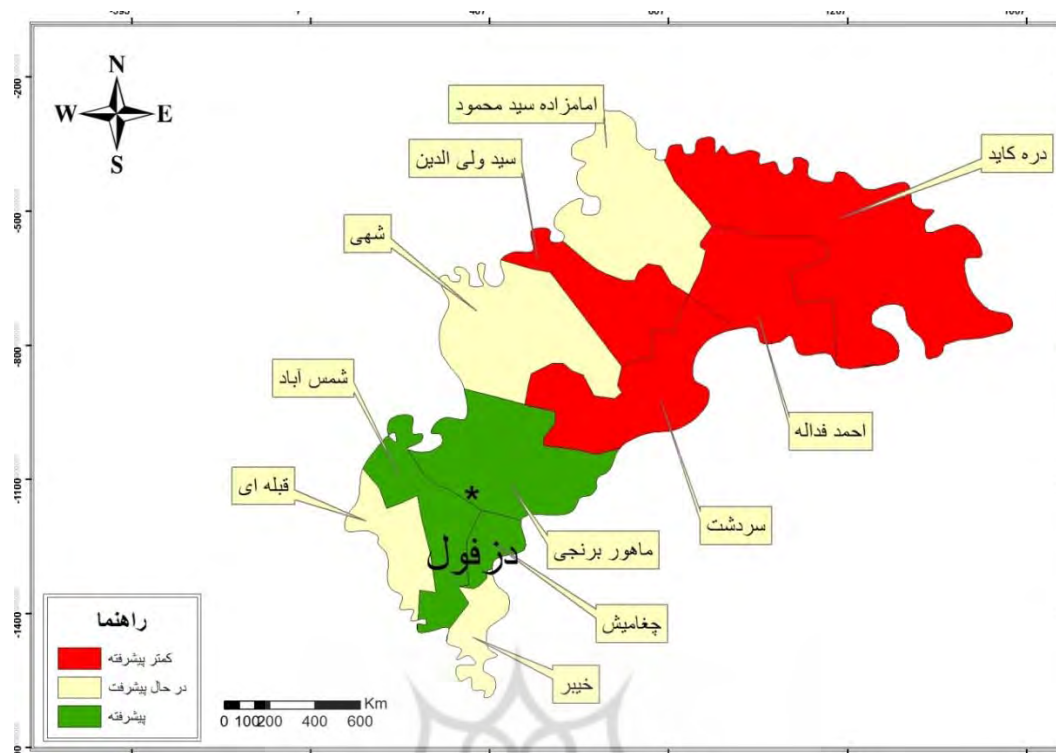 N
W E
S
امامزاده سید محمود
سید ولی الدین
دره کاید
شهی
شمس آباد
احمد فداله
قبله ای
سردشت
ماهور برنجی
*
دزفول
چغامیش
خیبر
راهنما
کمتر پیشرفته
در حال پیشرفت
پیشرفته
Km
0 100 200 400 600
-200
-500
-800
-1100
-1400